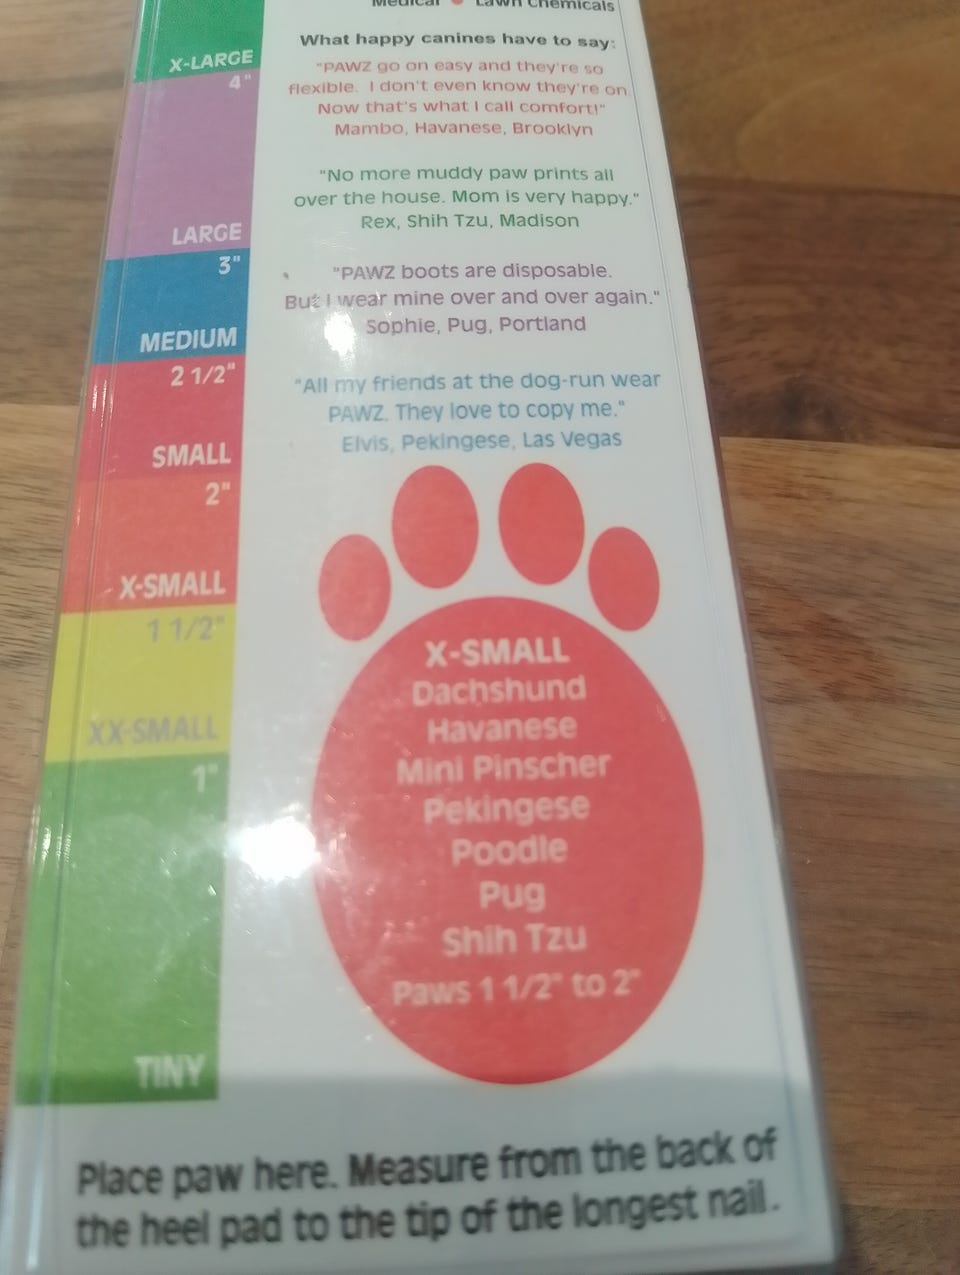 Medical • Lawn Chemicals
What happy canines have to say:
"PAWZ go on easy and they're so
flexible. I don't even know they're on
Now that's what I call comfort!"
Mambo, Havanese, Brooklyn
"No more muddy paw prints all
over the house. Mom is very happy."
Rex, Shih Tzu, Madison
"PAWZ boots are disposable.
But I wear mine over and over again."
Sophie, Pug, Portland
"All my friends at the dog-run wear
PAWZ. They love to copy me."
Elvis, Pekingese, Las Vegas
X-LARGE
4"
LARGE
3"
MEDIUM
2 1/2"
SMALL
2"
X-SMALL
1 1/2"
XX-SMALL
1"
TINY
X-SMALL
Dachshund
Havanese
Mini Pinscher
Pekingese
Poodle
Pug
Shih Tzu
Paws 1 1/2" to 2"
Place paw here. Measure from the back of
the heel pad to the tip of the longest nail.